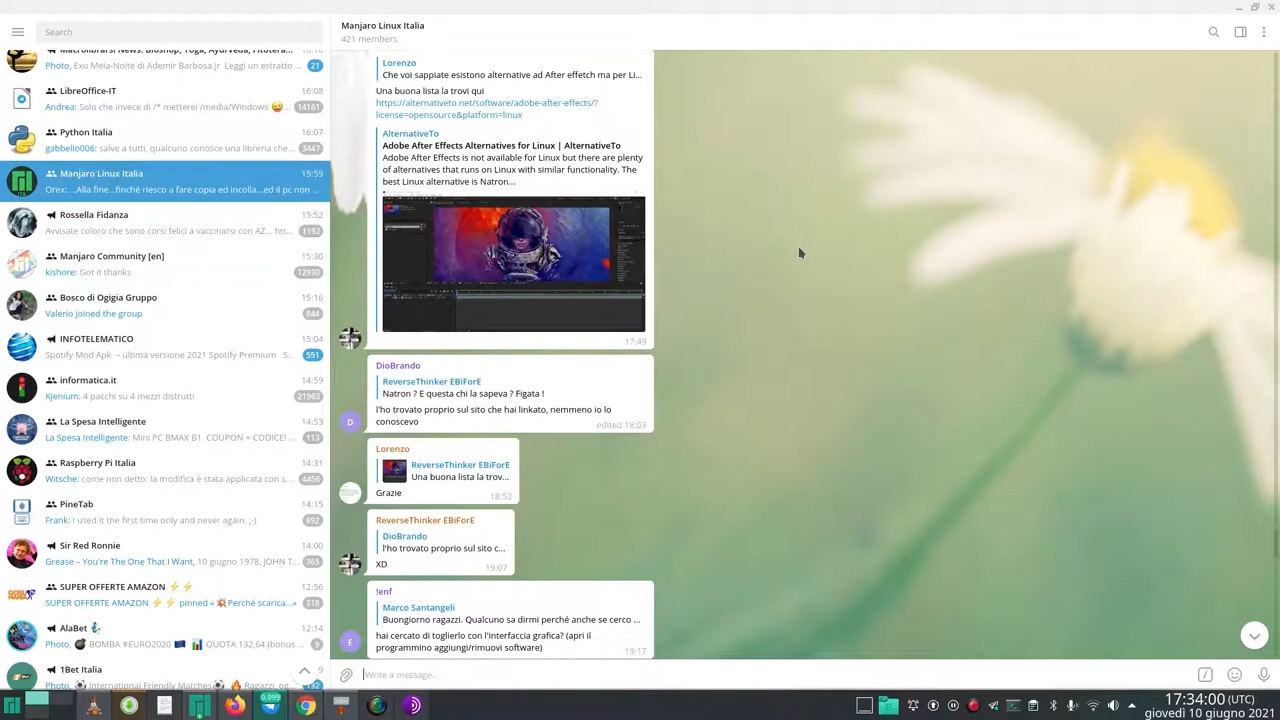 Search
Manjaro Linux Italia
421 members
Photo, Exu Meia-Noite di Ademir Barbosa jr Leggi un estratto ...
21
LibreOffice-IT
16:08
Andrea: Solo che invece di /* metterei /media/Windows 😅...
14161
Python Italia
16:07
gabbello006: salve a tutti, qualcuno conosce una libreria che...
3447
Manjaro Linux Italia
15:59
Orex: ...Alla fine...finché riesco a fare copia ed incolla...ed il pc non ...
Rossella Fidanza
15:52
Avvisate coloro che sono corsi felici a vaccinarsi con AZ... htt...
1192
Manjaro Community [en]
15:30
kishore: Got it thanks
12930
Bosco di Ogigia Gruppo
15:16
Valerio joined the group
844
INFOTELEMATICO
15:04
Spotify Mod Apk – ultima versione 2021 Spotify Premium S...
551
informatica.it
14:59
Kjenium: 4 pacchi su 4 mezzi distrutti
21963
La Spesa Intelligente
14:53
La Spesa Intelligente: Mini PC BMAX B1 COUPON + CODICE! ...
113
Raspberry Pi Italia
14:31
Witsche: come non detto: la modifica è stata applicata con s...
4456
PineTab
14:15
Frank: I used !t the first time only and never again. ;-)
892
Sir Red Ronnie
14:00
Grease – You're The One That I Want, 10 giugno 1978, JOHN T...
365
SUPER OFFERTE AMAZON ⚡⚡
12:56
SUPER OFFERTE AMAZON ⚡⚡ pinned « 💥Perché scarica...»
318
AlaBet
12:14
Photo, 💣 BOMBA #EURO2020 🇪🇺 📊 QUOTA 132,64 (bonus ...
9
1Bet Italia
Photo, ⚽ International Friendly Matches⚽ 🔥 Ragazzi, og...
132
Lorenzo
Che voi sappiate esistono alternative ad After effetch ma per Li...
Una buona lista la trovi qui
https://alternativeto.net/software/adobe-after-effects/?
license=opensource&platform=linux
AlternativeTo
Adobe After Effects Alternatives for Linux | AlternativeTo
Adobe After Effects is not available for Linux but there are plenty
of alternatives that runs on Linux with similar functionality. The
best Linux alternative is Natron...
17:49
DioBrando
ReverseThinker EBiForE
Natron ? E questa chi la sapeva ? Figata !
l'ho trovato proprio sul sito che hai linkato, nemmeno io lo
conoscevo
edited 18:03
Lorenzo
ReverseThinker EBiForE
Una buona lista la trov...
Grazie
18:52
ReverseThinker EBiForE
DioBrando
l'ho trovato proprio sul sito c...
XD
19:07
!enf
Marco Santangeli
Buongiorno ragazzi. Qualcuno sa dirmi perché anche se cerco ...
hai cercato di toglierlo con l'interfaccia grafica? (apri il
programmino aggiungi/rimuovi software)
19:17
D
E
Write a message..
9,999
17:34:00 (UTC)
giovedì 10 giugno 2021